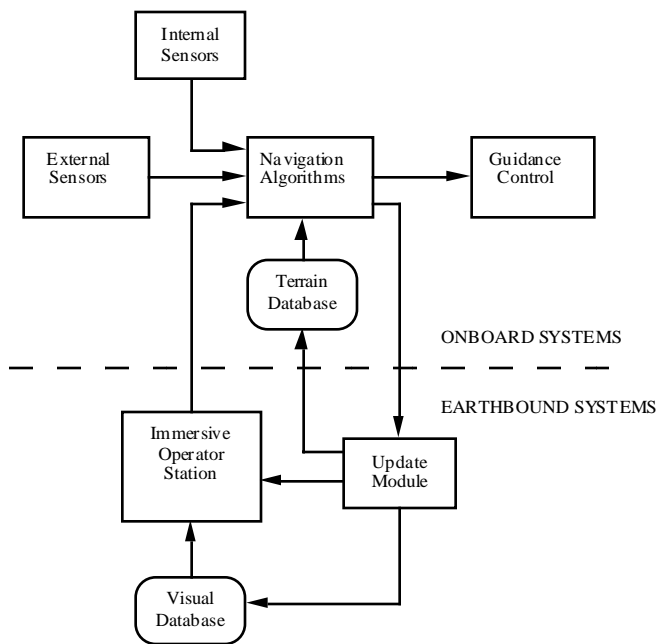 Internal
Sensors
External
Sensors
Navigation
Algorithms
Guidance
Control
Terrain
Database
ONBOARD SYSTEMS
EARTHBOUND SYSTEMS
Immersive
Operator
Station
Update
Module
Visual
Database